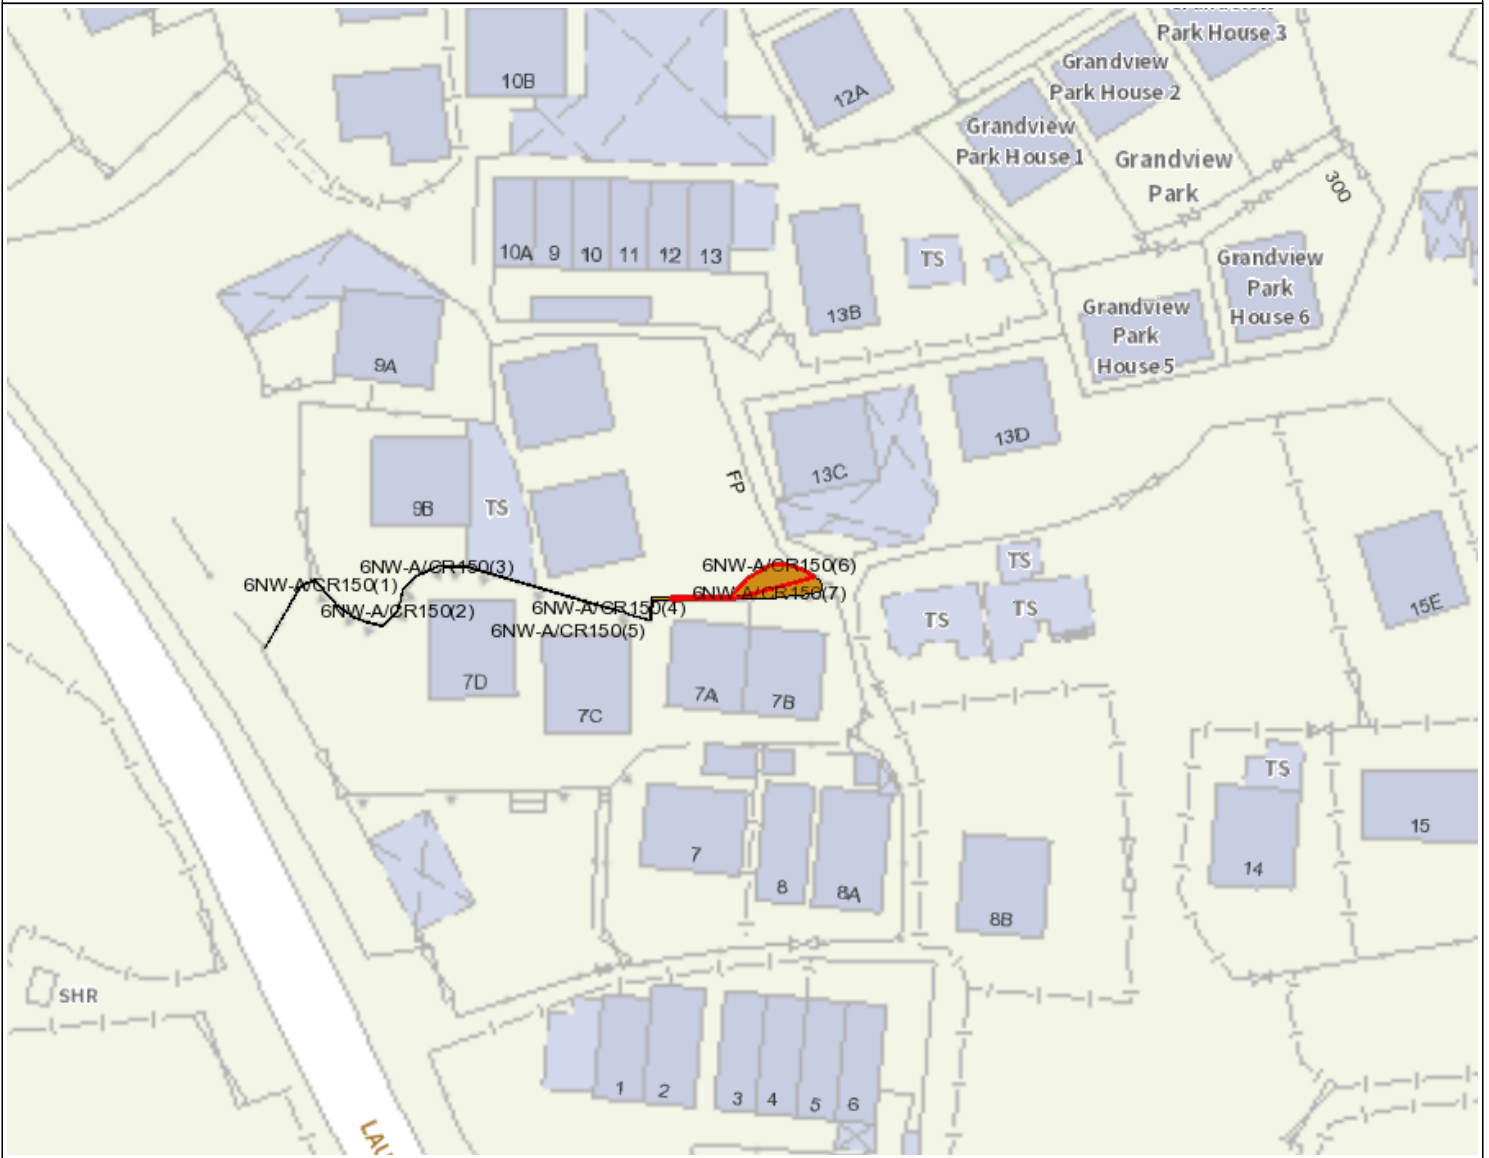 Park House 3
Grandview
Park House 2
10B
12A
Grandview
Park House 1
Grandview
Park
300
10A
9
10
11
12
13
TS
13B
Grandview
Park
House 6
Grandview
Park
House 5
9A
13D
13C
FP
9B
TS
TS
6NW-A/CR150(3)
6NW-A/CR150(6)
6NW-A/CR150(1)
6NW-A/CR150(7)
6NW-A/CR150(2)
6NW-A/CR150(4)
6NW-A/CR150(5)
TS
TS
15E
7D
7C
7A
7B
TS
7
8
8A
14
15
8B
SHR
1
2
3
4
5
6
LAU